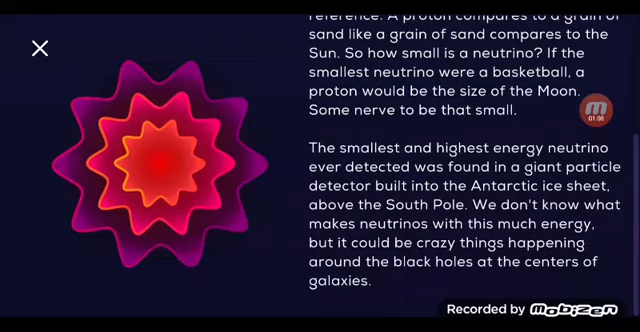 reference. A proton compares to a grain of
sand like a grain of sand compares to the
Sun. So how small is a neutrino? If the
smallest neutrino were a basketball, a
proton would be the size of the Moon.
Some nerve to be that small.
01:06
The smallest and highest energy neutrino
ever detected was found in a giant particle
detector built into the Antarctic ice sheet,
above the South Pole. We don't know what
makes neutrinos with this much energy,
but it could be crazy things happening
around the black holes at the centers of
galaxies.
Recorded by mobizen